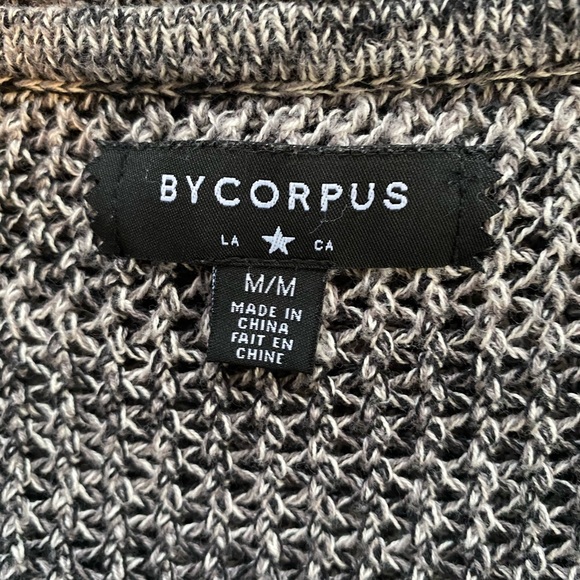 BYCORPUS
LA ★ CA
M/M
MADE IN
CHINA
FAIT EN
CHINE